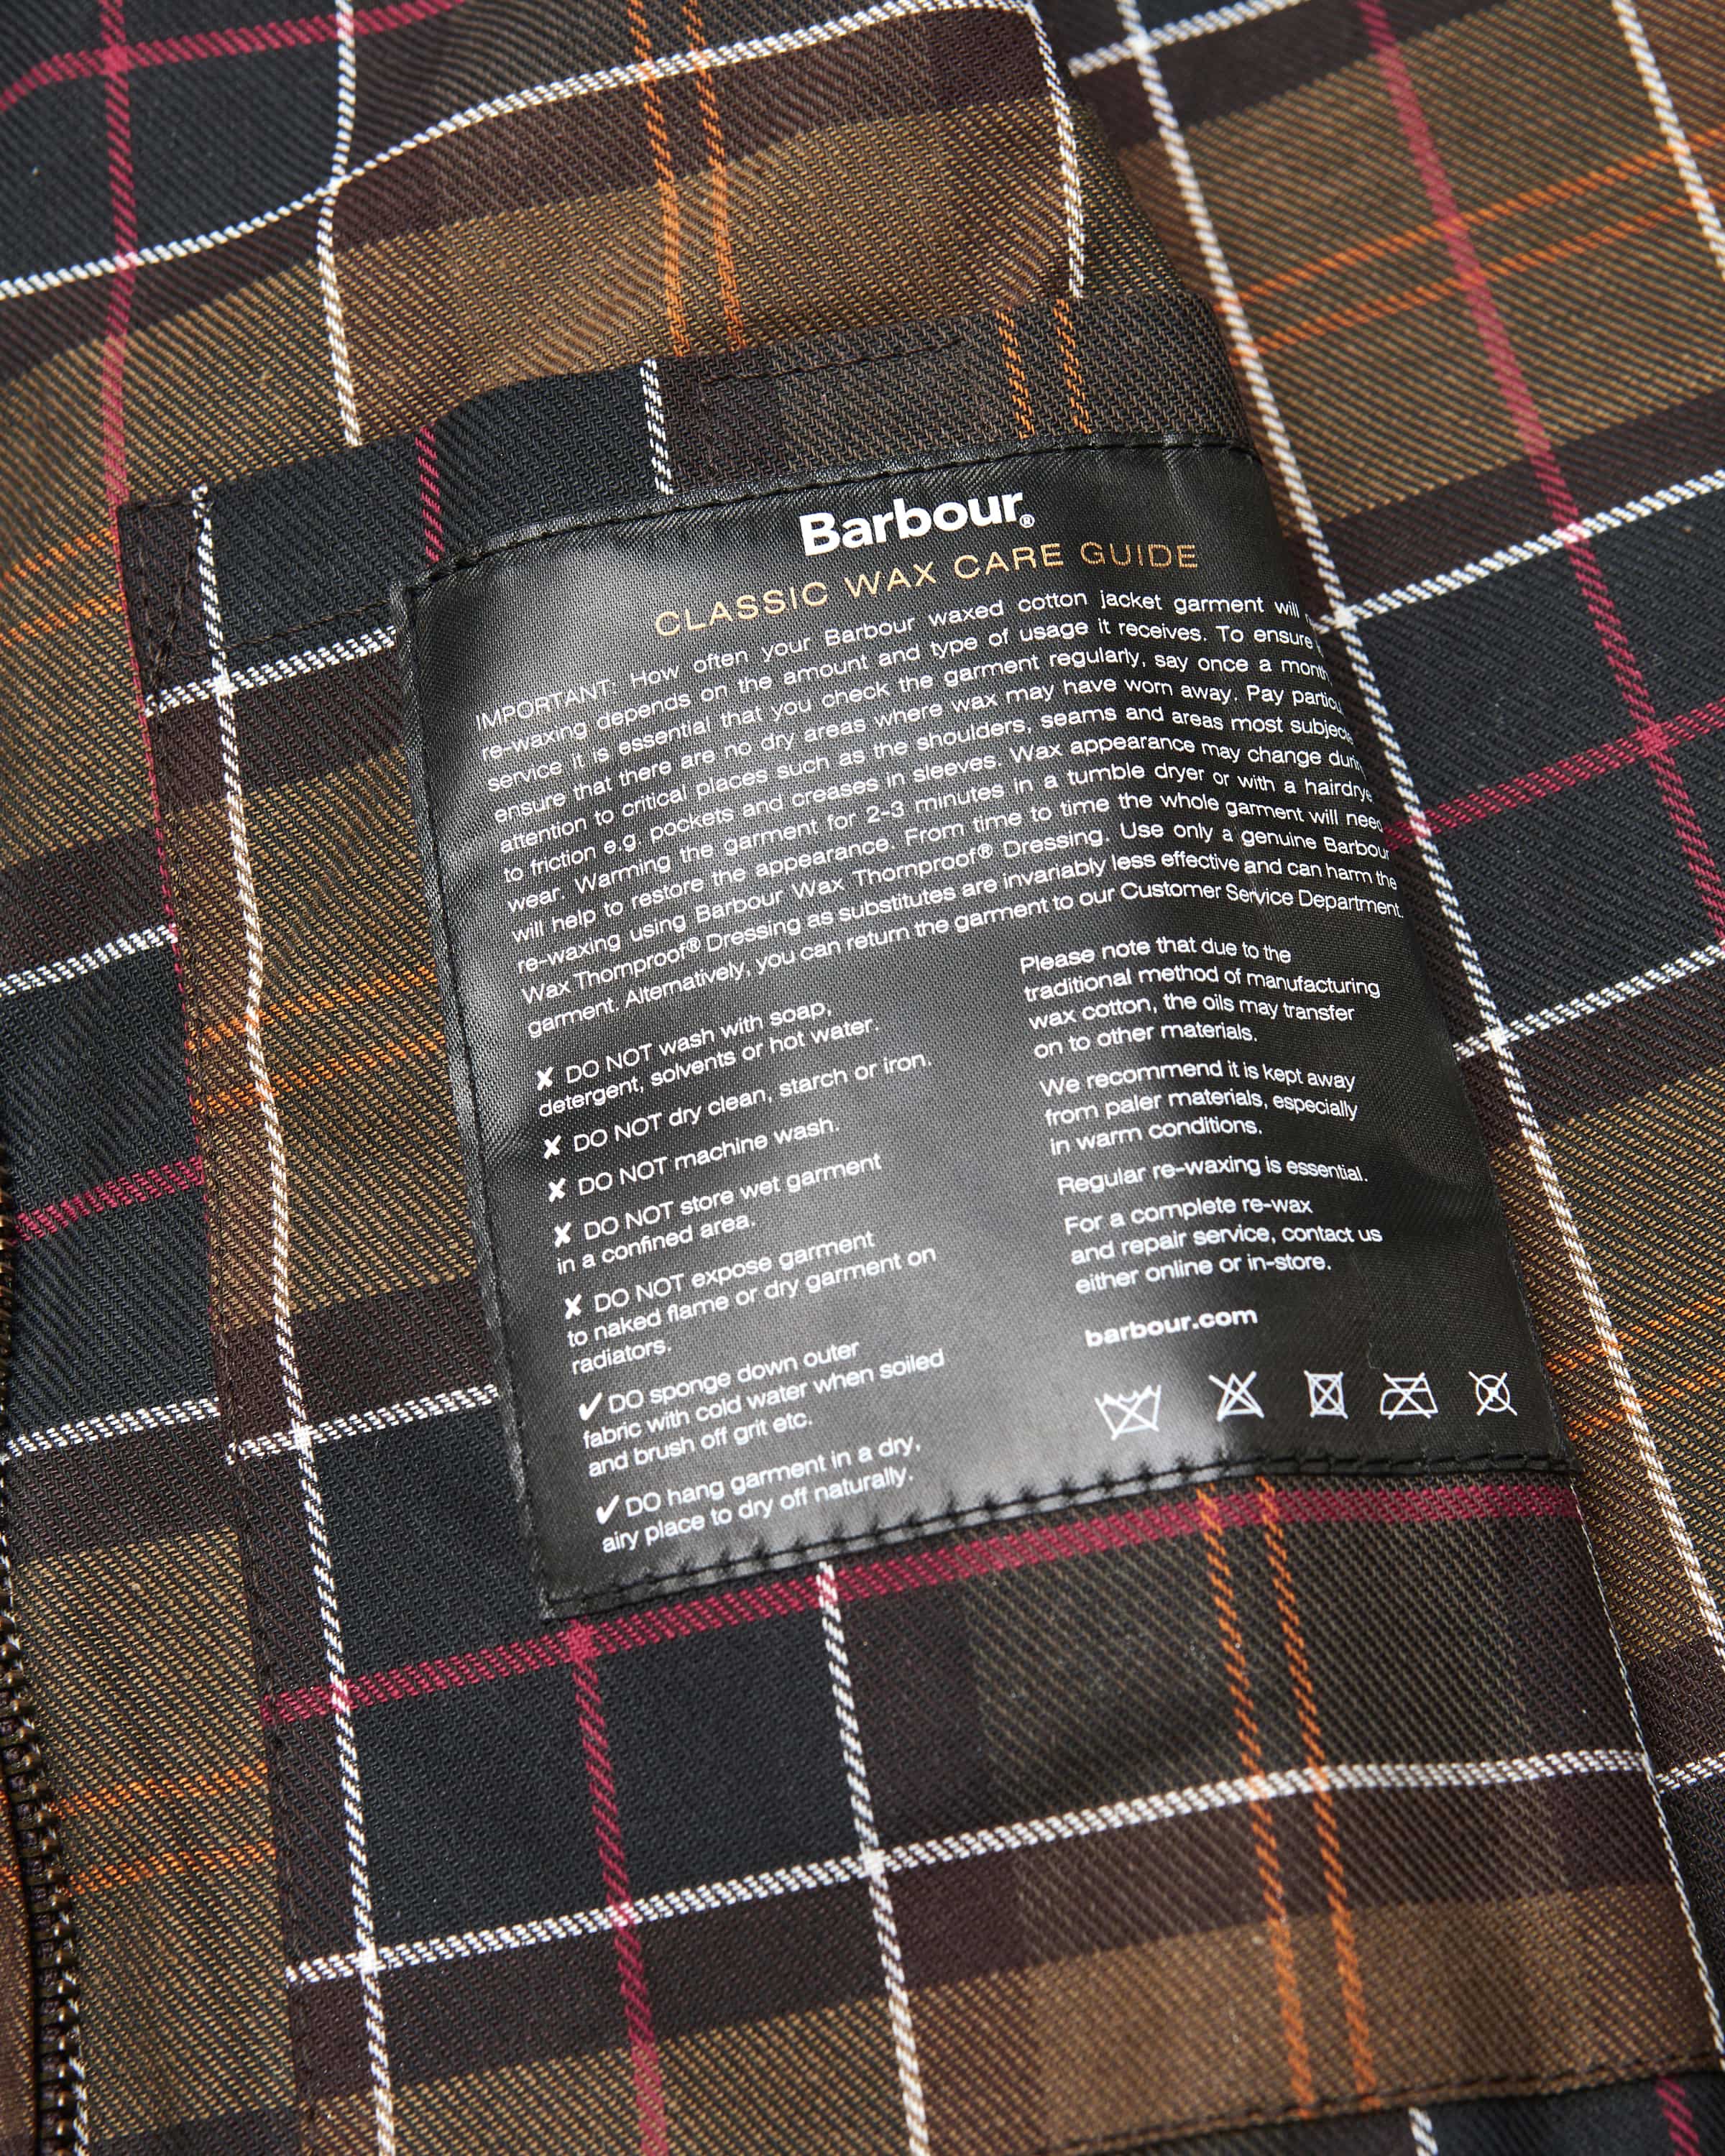 Barbour®
CLASSIC WAX CARE GUIDE
IMPORTANT: How often your Barbour waxed cotton jacket garment will
re-waxing depends on the amount and type of usage it receives. To ensure
service it is essential that you check the garment regularly, say once a month
ensure that there are no dry areas where wax may have worn away. Pay
attention to critical places such as the shoulders, seams and areas most
to friction e.g. pockets and creases in sleeves. Wax appearance may change
wear. Warming the garment for 2-3 minutes in a tumble dryer or with a
will help to restore the appearance. From time to time the whole garment will need
re-waxing using Barbour Wax Thornproof® Dressing. Use only a genuine Barbour
Wax Thornproof® Dressing as substitutes are invariably less effective and can harm the
garment. Alternatively, you can return the garment to our Customer Service Department.
✘ DO NOT wash with soap,
detergent, solvents or hot water.
✘ DO NOT dry clean, starch or iron.
✘ DO NOT machine wash.
✘ DO NOT store wet garment
in a confined area.
✘ DO NOT expose garment
to naked flame or dry garment on
radiators.
✔ DO sponge down outer
fabric with cold water when soiled
and brush off grit etc.
✔ DO hang garment in a dry,
airy place to dry off naturally.
Please note that due to the
traditional method of manufacturing
wax cotton, the oils may transfer
on to other materials.
We recommend it is kept away
from paler materials, especially
in warm conditions.
Regular re-waxing is essential.
For a complete re-wax
and repair service, contact us
either online or in-store.
barbour.com